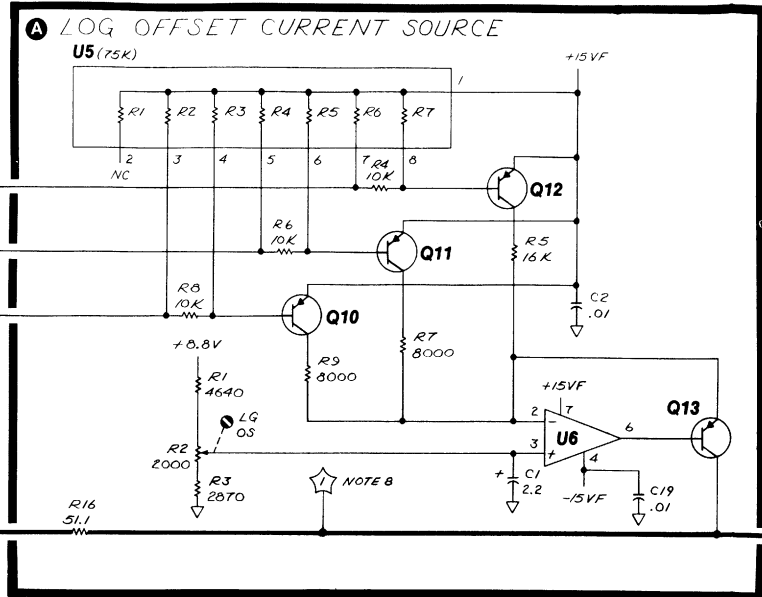 A LOG OFFSET CURRENT SOURCE
U5 (75K)
+15VF
1
R1 R2 R3 R4 R5 R6 R7
2 3 4 5 6 7 8
NC
R4
10K
Q12
R6
10K
Q11
R5
16K
R8
10K
Q10
C2
.01
+8.8V
R9
8000
R7
8000
R1
4640
LG
OS
+15VF
Q13
2
-
7
U6
6
3
+
4
R2
2000
R3
2870
1 NOTE 8
+
C1
2.2
-15VF
C19
.01
R16
51.1